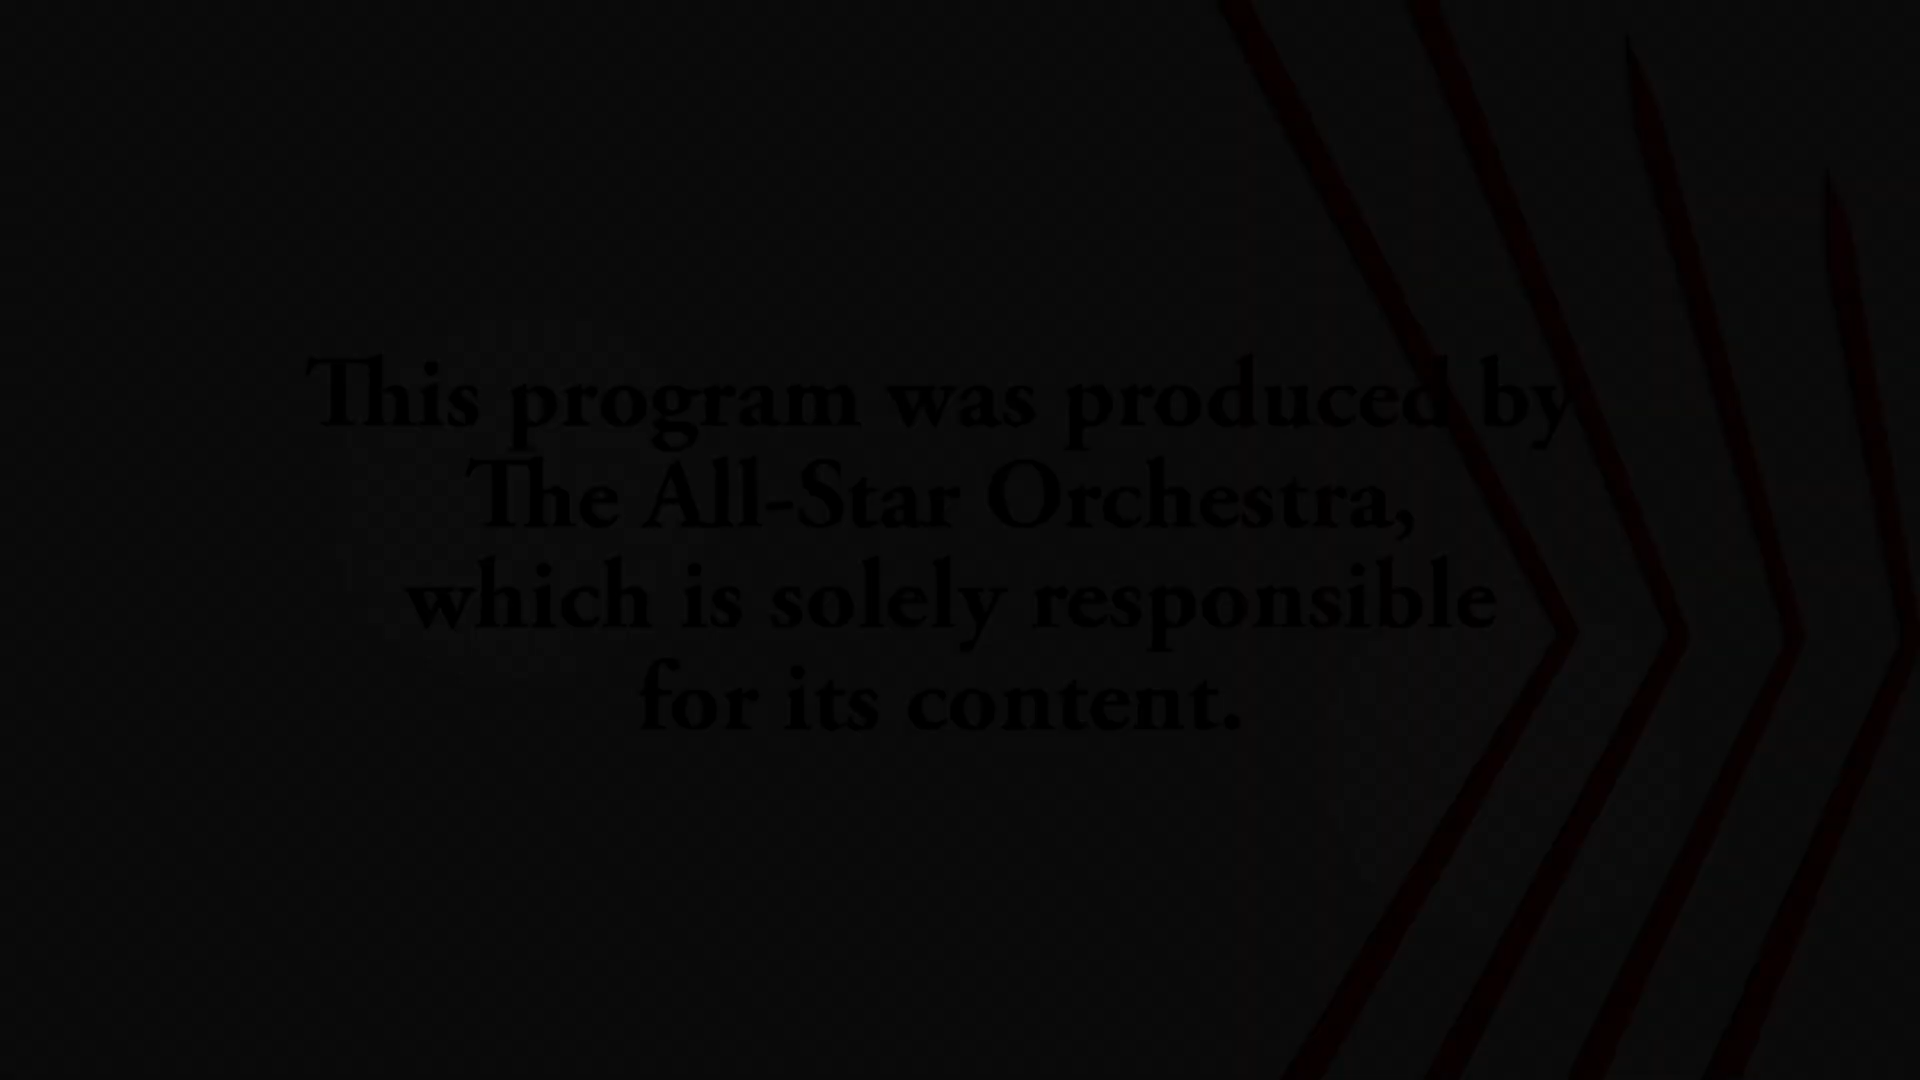 This program was produced by
The All-Star Orchestra,
which is solely responsible
for its content.